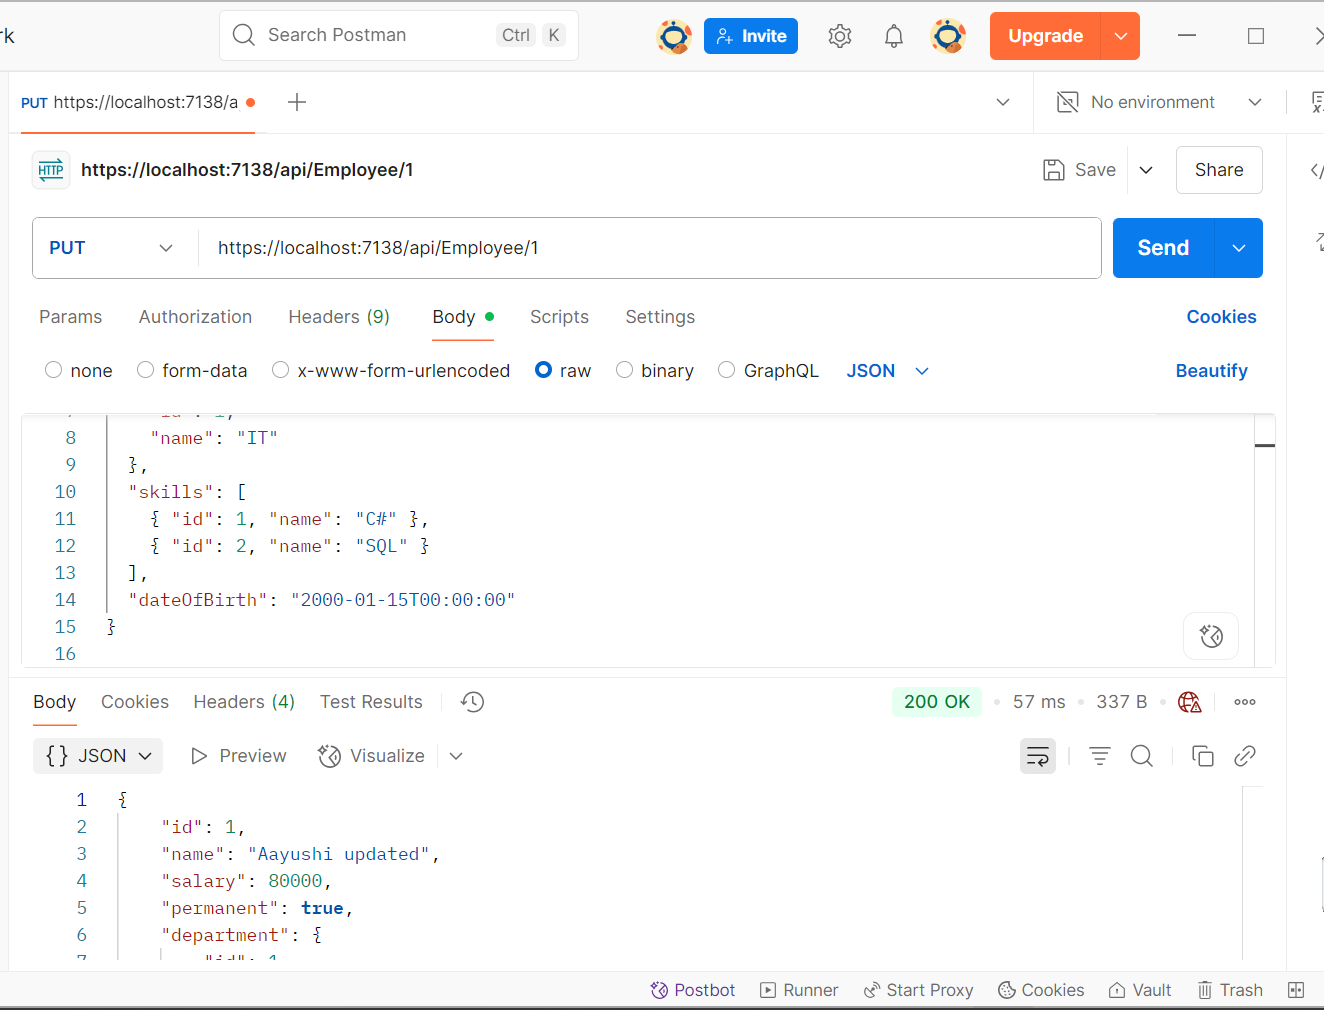 rk
Search Postman Ctrl K Invite Upgrade
PUT https://localhost:7138/a No environment
HTTP https://localhost:7138/api/Employee/1 Save Share
PUT https://localhost:7138/api/Employee/1 Send
Params Authorization Headers (9) Body Scripts Settings Cookies
none form-data x-www-form-urlencoded raw binary GraphQL JSON Beautify
8 "name": "IT"
9 },
10 "skills": [
11 { "id": 1, "name": "C#" },
12 { "id": 2, "name": "SQL" }
13 ],
14 "dateOfBirth": "2000-01-15T00:00:00"
15 }
16
Body Cookies Headers (4) Test Results 200 OK • 57 ms • 337 B •
{} JSON Preview Visualize
1 {
2 "id": 1,
3 "name": "Aayushi updated",
4 "salary": 80000,
5 "permanent": true,
6 "department": {
7 "id": 1
Postbot Runner Start Proxy Cookies Vault Trash